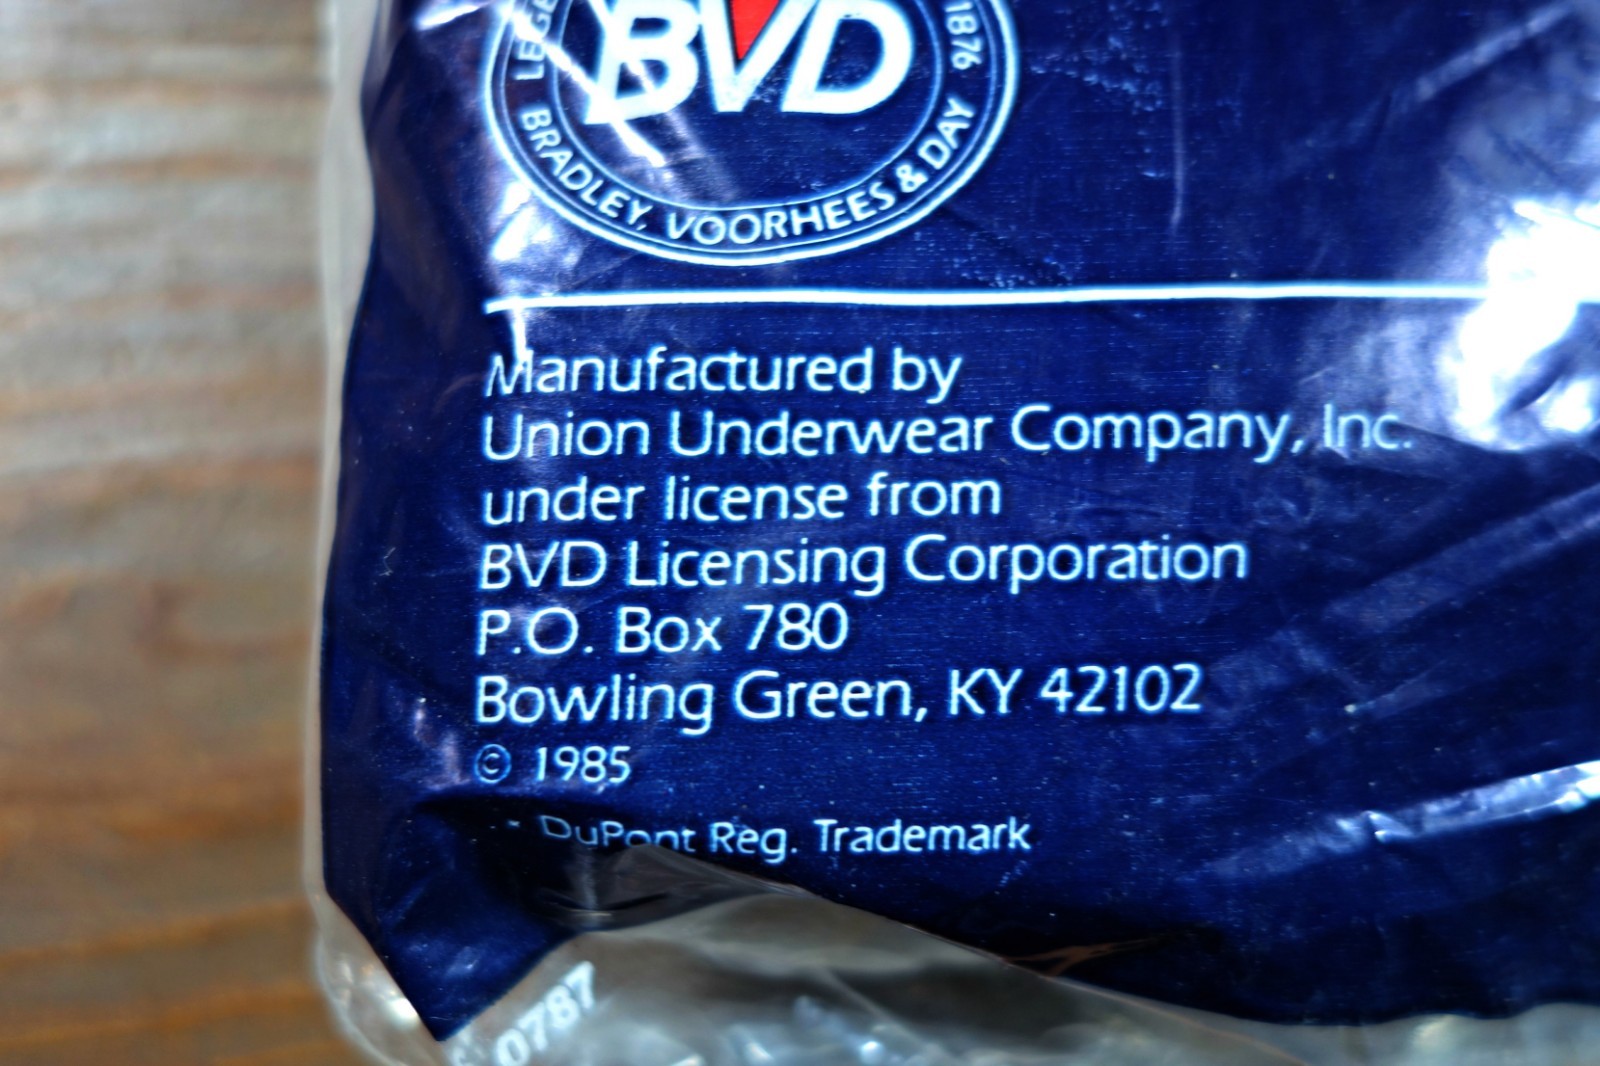 BVD
1876
BRADLEY, VOORHEES & DAY
Manufactured by
Union Underwear Company, Inc.
under license from
BVD Licensing Corporation
P.O. Box 780
Bowling Green, KY 42102
© 1985
DuPont Reg. Trademark
0787